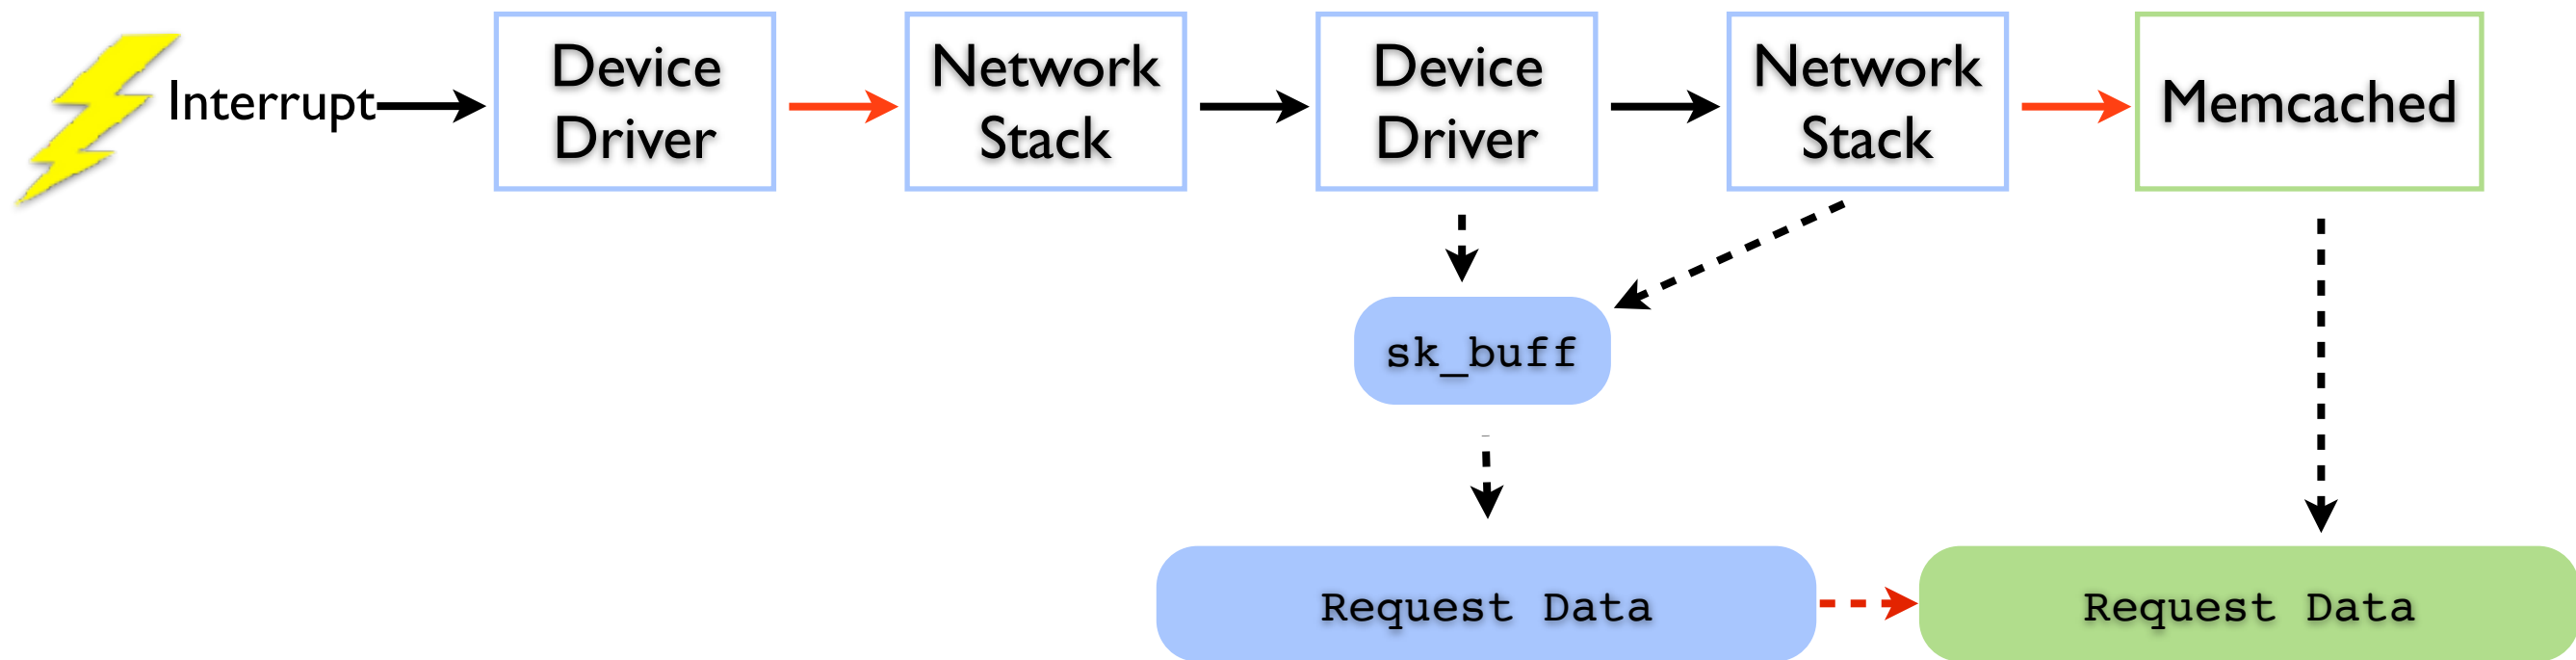 Interrupt
Device
Driver
Network
Stack
Device
Driver
Network
Stack
Memcached
sk_buff
Request Data
Request Data